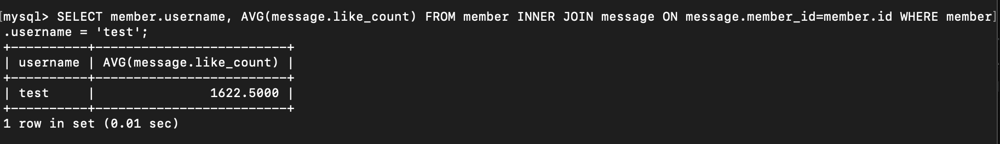 [mysql> SELECT member.username, AVG(message.like_count) FROM member INNER JOIN message ON message.member_id=member.id WHERE member]
.username = 'test';
+----------+-------------------------+
| username | AVG(message.like_count) |
+----------+-------------------------+
| test     |               1622.5000 |
+----------+-------------------------+
1 row in set (0.01 sec)